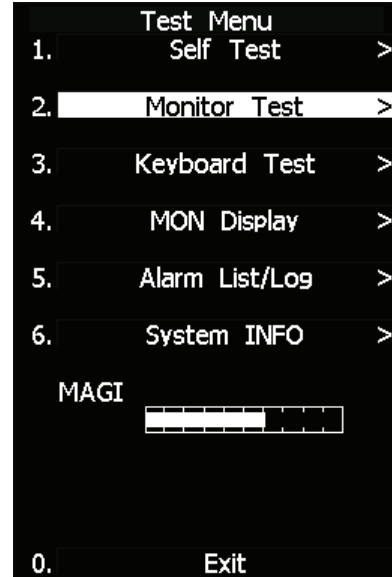 Test Menu
1. Self Test >
2. Monitor Test >
3. Keyboard Test >
4. MON Display >
5. Alarm List/Log >
6. System INFO >
MAGI
0. Exit